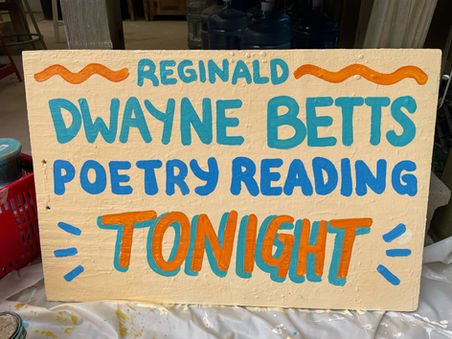 REGINALD
DWAYNE BETTS
POETRY READING
TONIGHT